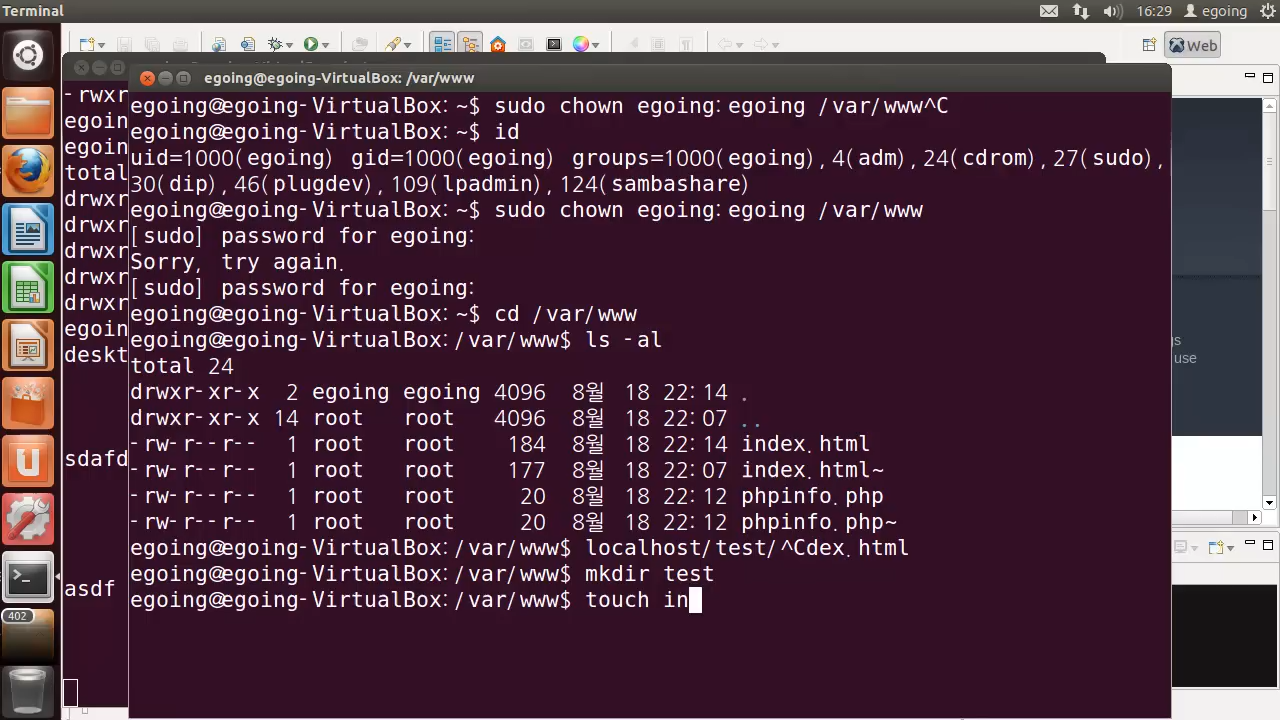 Terminal
16:29 egoing
Web
egoing@egoing-VirtualBox: /var/www
-rwxr
egoing
egoin
total
drwxr
drwxr
drwxr
drwxr
drwxr
egoin
deskt
sdafd
asdf
402
egoing@egoing-VirtualBox:~$ sudo chown egoing:egoing /var/www^C
egoing@egoing-VirtualBox:~$ id
uid=1000(egoing) gid=1000(egoing) groups=1000(egoing),4(adm),24(cdrom),27(sudo),
30(dip),46(plugdev),109(lpadmin),124(sambashare)
egoing@egoing-VirtualBox:~$ sudo chown egoing:egoing /var/www
[sudo] password for egoing:
Sorry, try again.
[sudo] password for egoing:
egoing@egoing-VirtualBox:~$ cd /var/www
egoing@egoing-VirtualBox:/var/www$ ls -al
total 24
drwxr-xr-x 2 egoing egoing 4096 8월 18 22:14 .
drwxr-xr-x 14 root root 4096 8월 18 22:07 ..
-rw-r--r-- 1 root root 184 8월 18 22:14 index.html
-rw-r--r-- 1 root root 177 8월 18 22:07 index.html~
-rw-r--r-- 1 root root 20 8월 18 22:12 phpinfo.php
-rw-r--r-- 1 root root 20 8월 18 22:12 phpinfo.php~
egoing@egoing-VirtualBox:/var/www$ localhost/test/^Cdex.html
egoing@egoing-VirtualBox:/var/www$ mkdir test
egoing@egoing-VirtualBox:/var/www$ touch in
gs
use